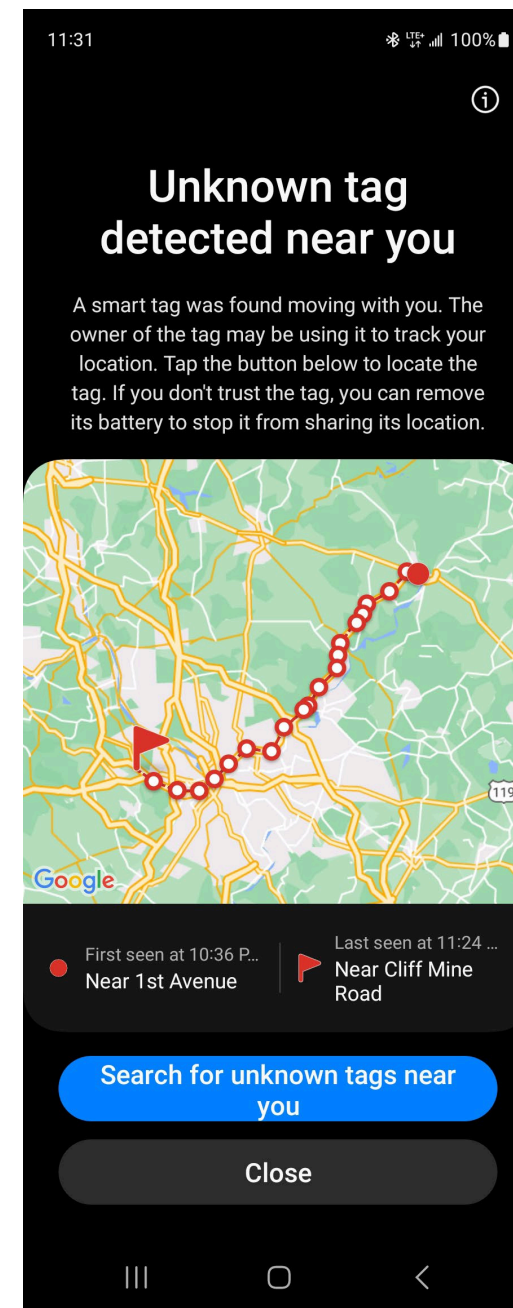 11:31
LTE+ 100%
Unknown tag
detected near you
A smart tag was found moving with you. The
owner of the tag may be using it to track your
location. Tap the button below to locate the
tag. If you don't trust the tag, you can remove
its battery to stop it from sharing its location.
119
Google
First seen at 10:36 P...
Near 1st Avenue
Last seen at 11:24 ...
Near Cliff Mine
Road
Search for unknown tags near
you
Close